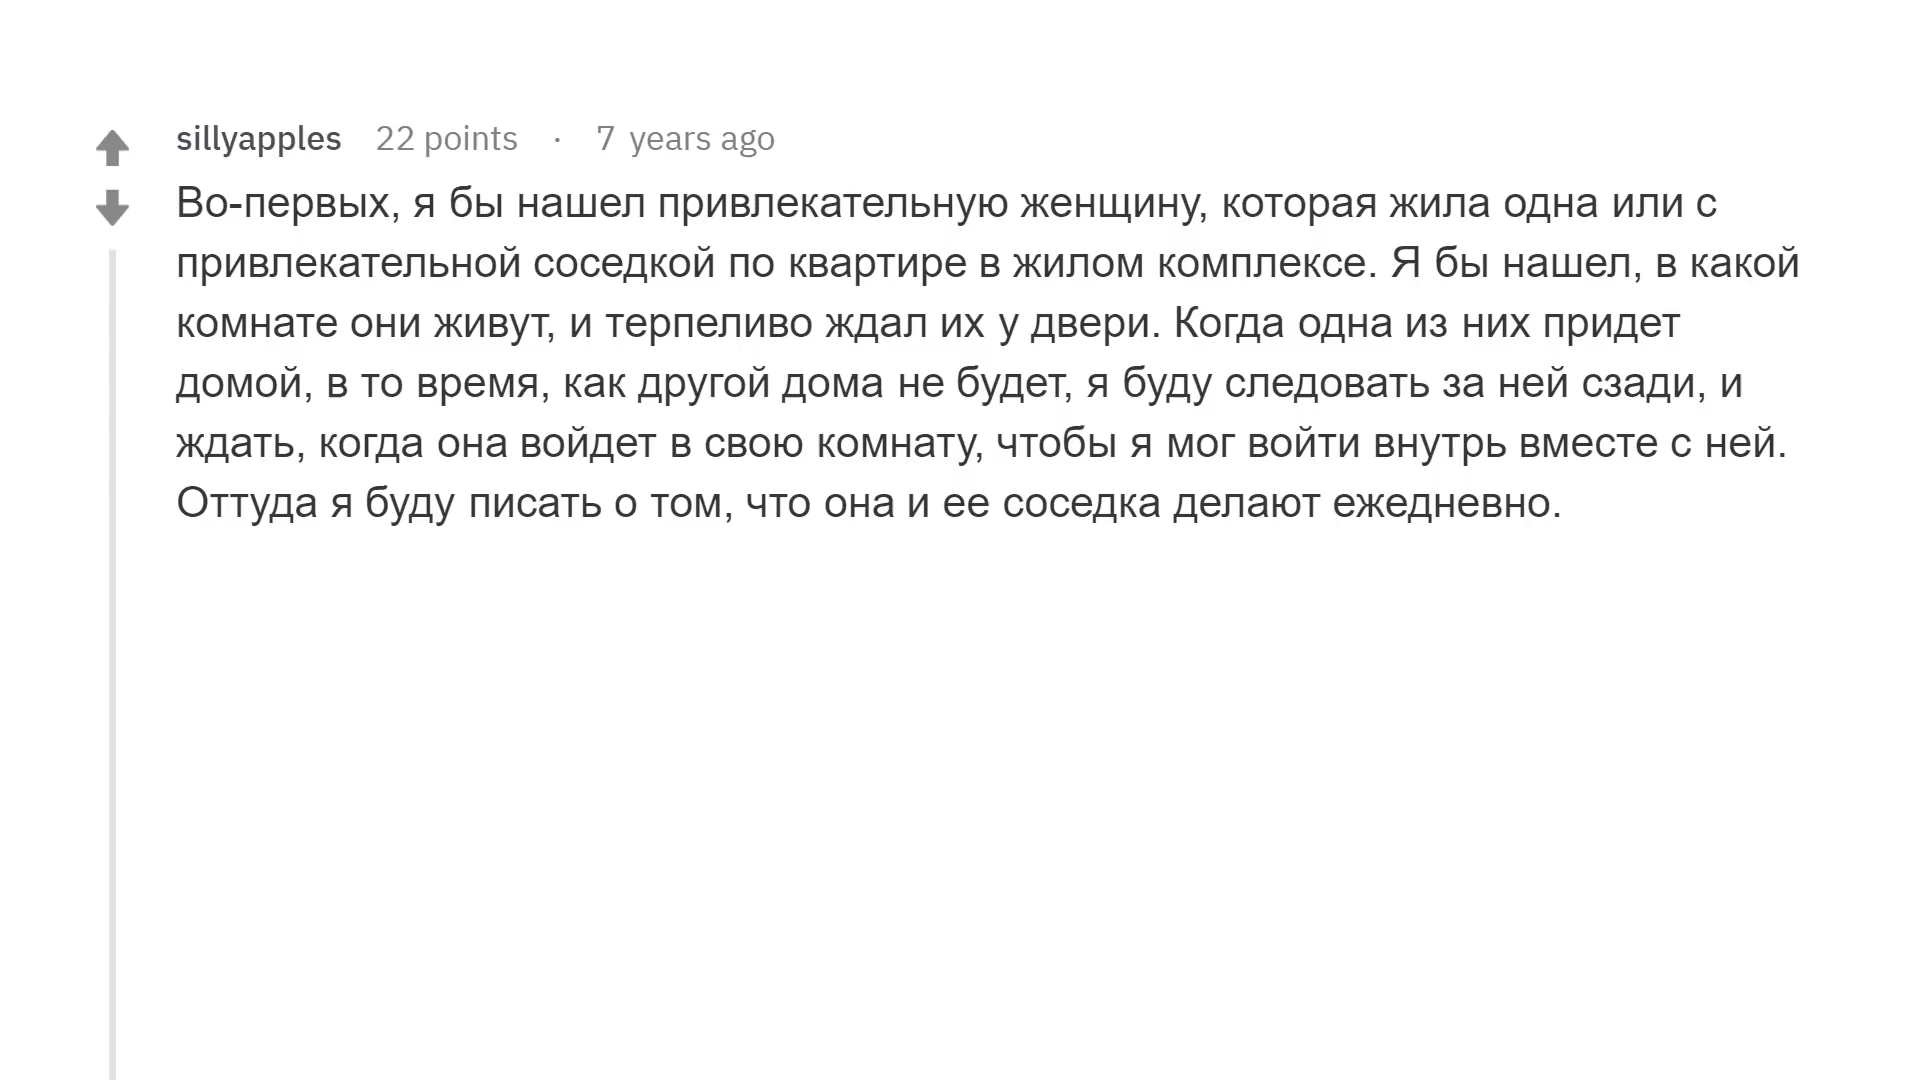 sillyapples 22 points · 7 years ago
Во-первых, я бы нашел привлекательную женщину, которая жила одна или с
привлекательной соседкой по квартире в жилом комплексе. Я бы нашел, в какой
комнате они живут, и терпеливо ждал их у двери. Когда одна из них придет
домой, в то время, как другой дома не будет, я буду следовать за ней сзади, и
ждать, когда она войдет в свою комнату, чтобы я мог войти внутрь вместе с ней.
Оттуда я буду писать о том, что она и ее соседка делают ежедневно.